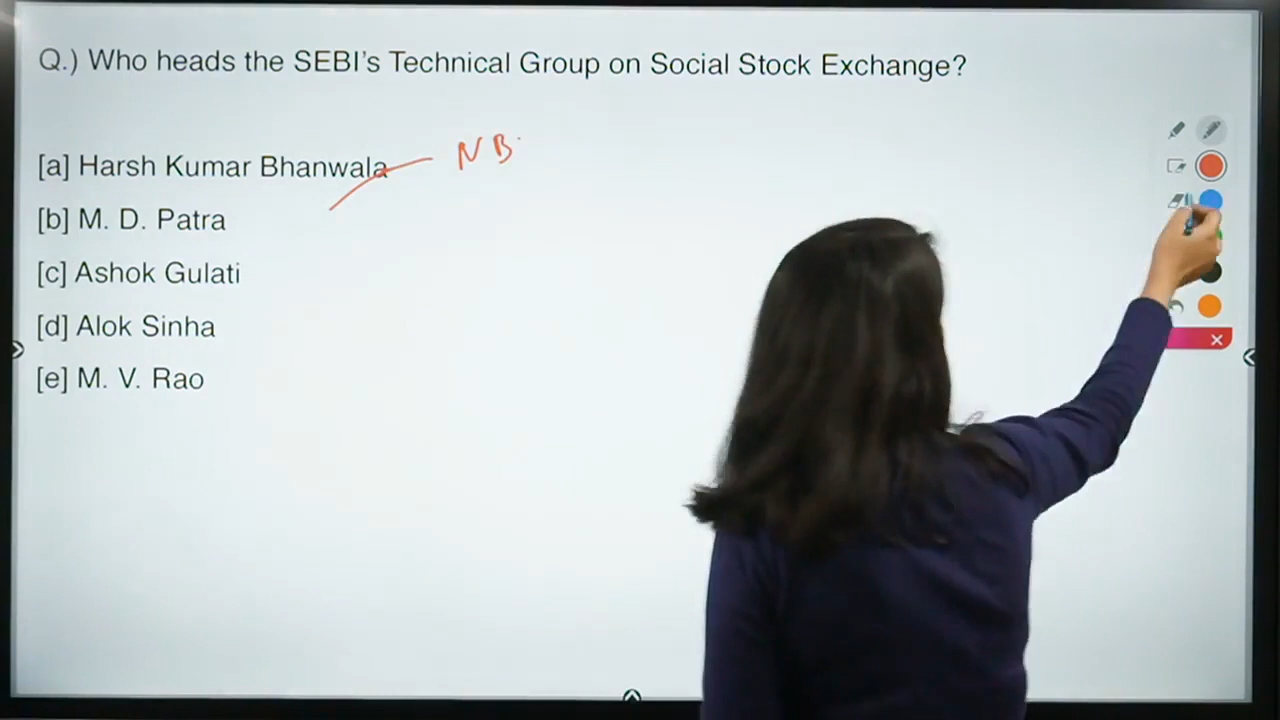 Q.) Who heads the SEBI's Technical Group on Social Stock Exchange?
[a] Harsh Kumar Bhanwala
NB
[b] M. D. Patra
[c] Ashok Gulati
[d] Alok Sinha
[e] M. V. Rao